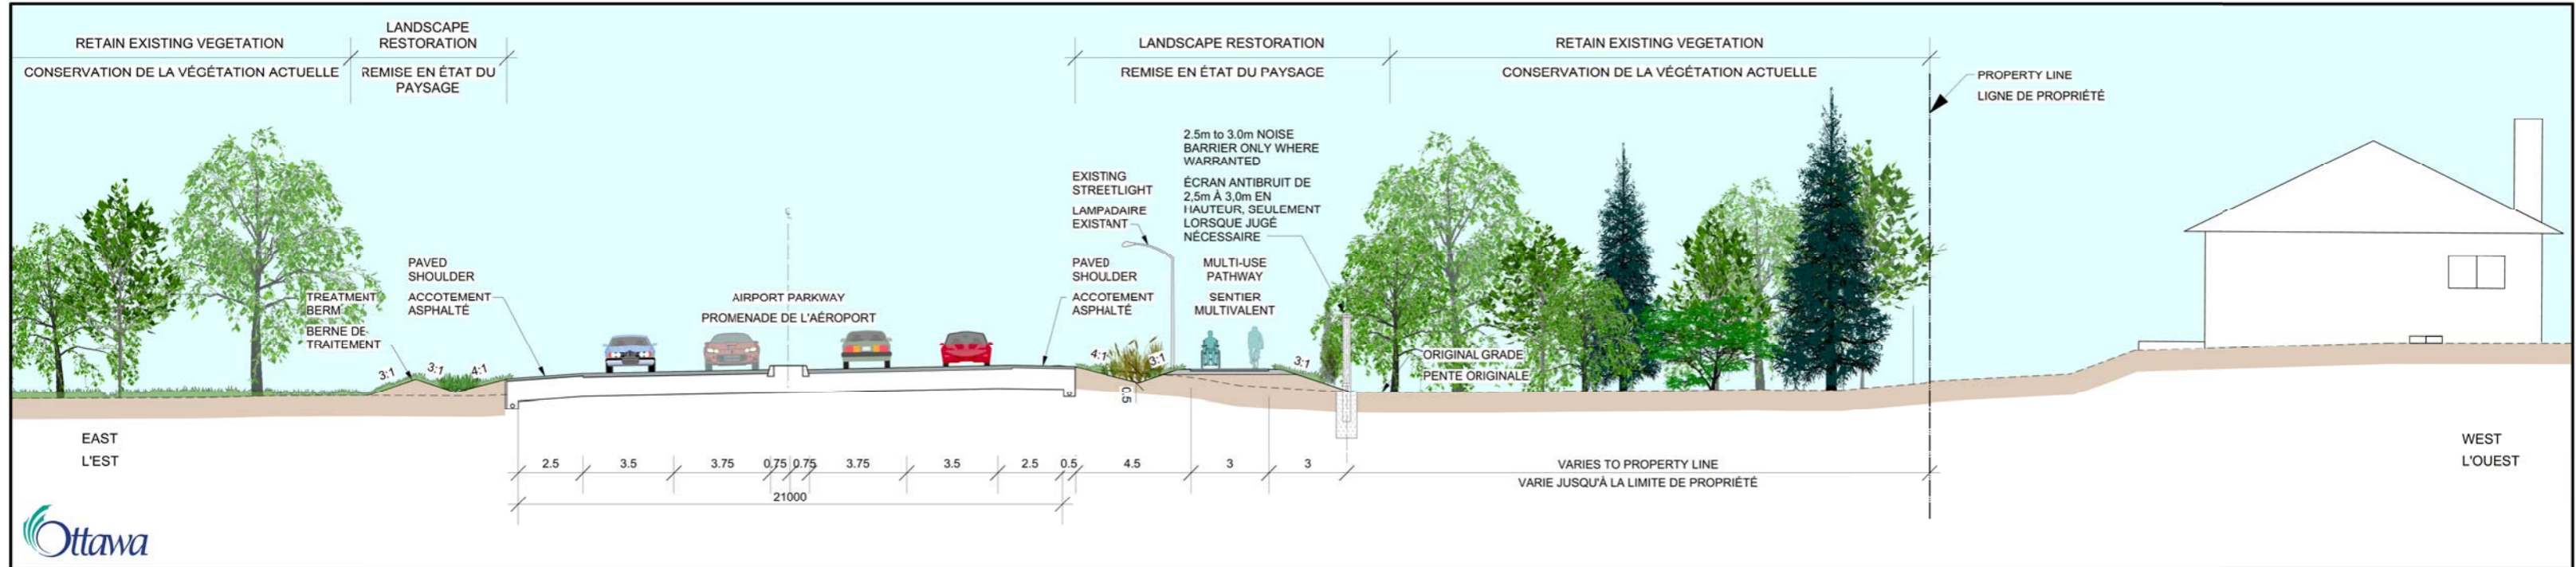 RETAIN EXISTING VEGETATION
CONSERVATION DE LA VÉGÉTATION ACTUELLE
LANDSCAPE
RESTORATION
REMISE EN ÉTAT DU
PAYSAGE
LANDSCAPE RESTORATION
REMISE EN ÉTAT DU PAYSAGE
RETAIN EXISTING VEGETATION
CONSERVATION DE LA VÉGÉTATION ACTUELLE
PROPERTY LINE
LIGNE DE PROPRIÉTÉ
TREATMENT
BERM
BERNE DE
TRAITEMENT
PAVED
SHOULDER
ACCOTEMENT
ASPHALTÉ
AIRPORT PARKWAY
PROMENADE DE L'AÉROPORT
EXISTING
STREETLIGHT
LAMPADAIRE
EXISTANT
PAVED
SHOULDER
ACCOTEMENT
ASPHALTÉ
2.5m to 3.0m NOISE
BARRIER ONLY WHERE
WARRANTED
ÉCRAN ANTIBRUIT DE
2,5m À 3,0m EN
HAUTEUR, SEULEMENT
LORSQUE JUGÉ
NÉCESSAIRE
MULTI-USE
PATHWAY
SENTIER
MULTIVALENT
3:1
3:1
4:1
4:1
3:1
3:1
0.5
ORIGINAL GRADE
PENTE ORIGINALE
EAST
L'EST
WEST
L'OUEST
2.5 3.5 3.75 0.75 0.75 3.75 3.5 2.5 0.5 4.5 3 3
VARIES TO PROPERTY LINE
VARIE JUSQU'À LA LIMITE DE PROPRIÉTÉ
21000
Ottawa